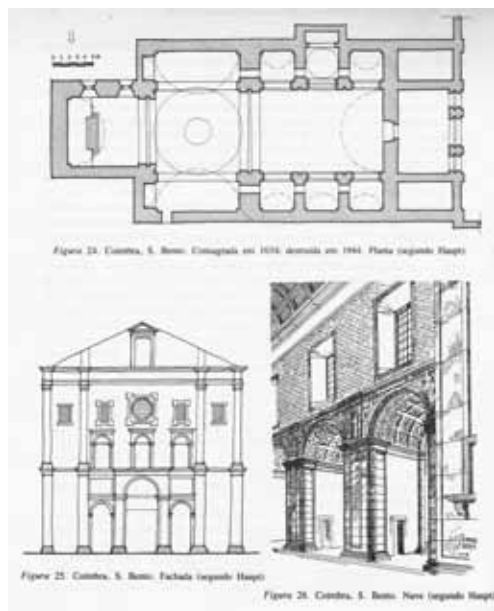 Figura 24. Coimbra, S. Bento. Consagrada em 1634; destruída em 1944. Planta (segundo Haupt)
Figura 25. Coimbra, S. Bento. Fachada (segundo Haupt)
Figura 26. Coimbra, S. Bento. Nave (segundo Haupt)